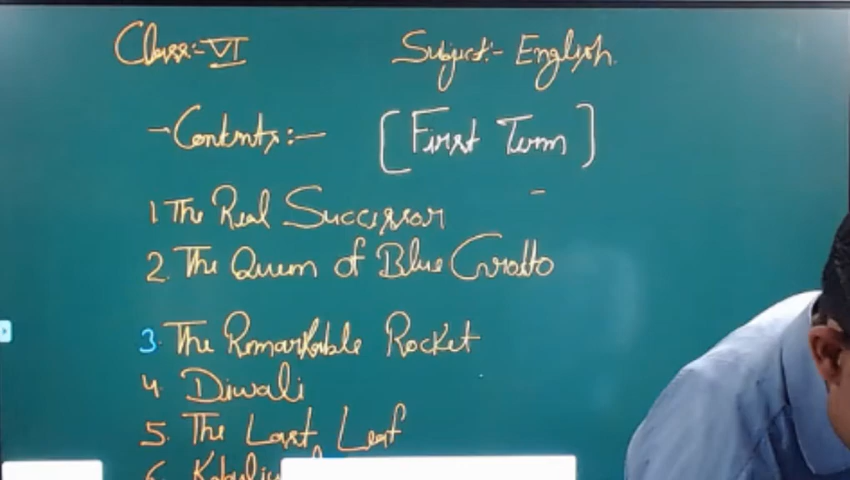 Class:- VI Subject:- English
→ Contents:- [First Term]
1. The Real Successor
2. The Queen of Blue Grotto
3. The Remarkable Rocket
4. Diwali
5. The Last Leaf
6.